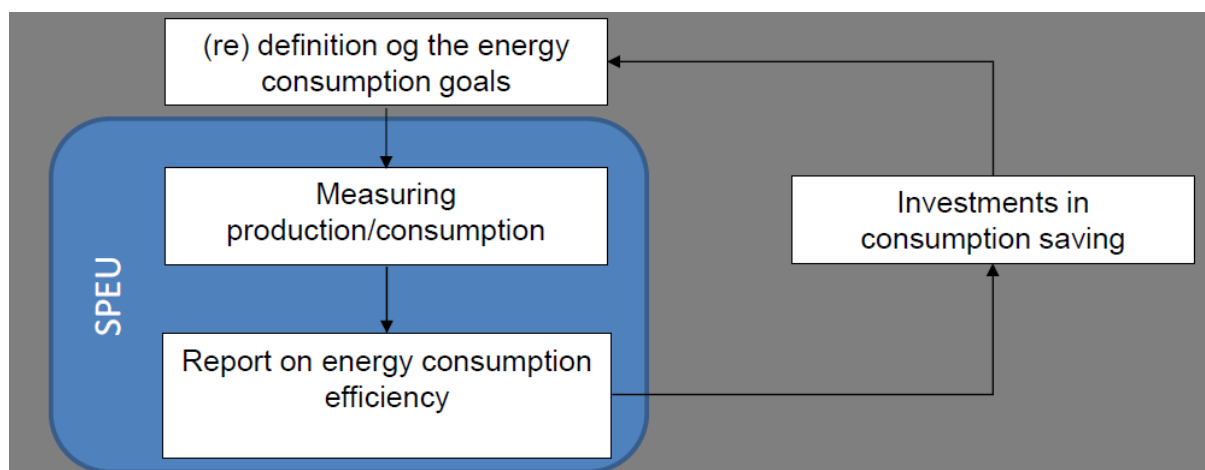 (re) definition og the energy
consumption goals
Measuring
production/consumption
Investments in
consumption saving
SPEU
Report on energy consumption
efficiency